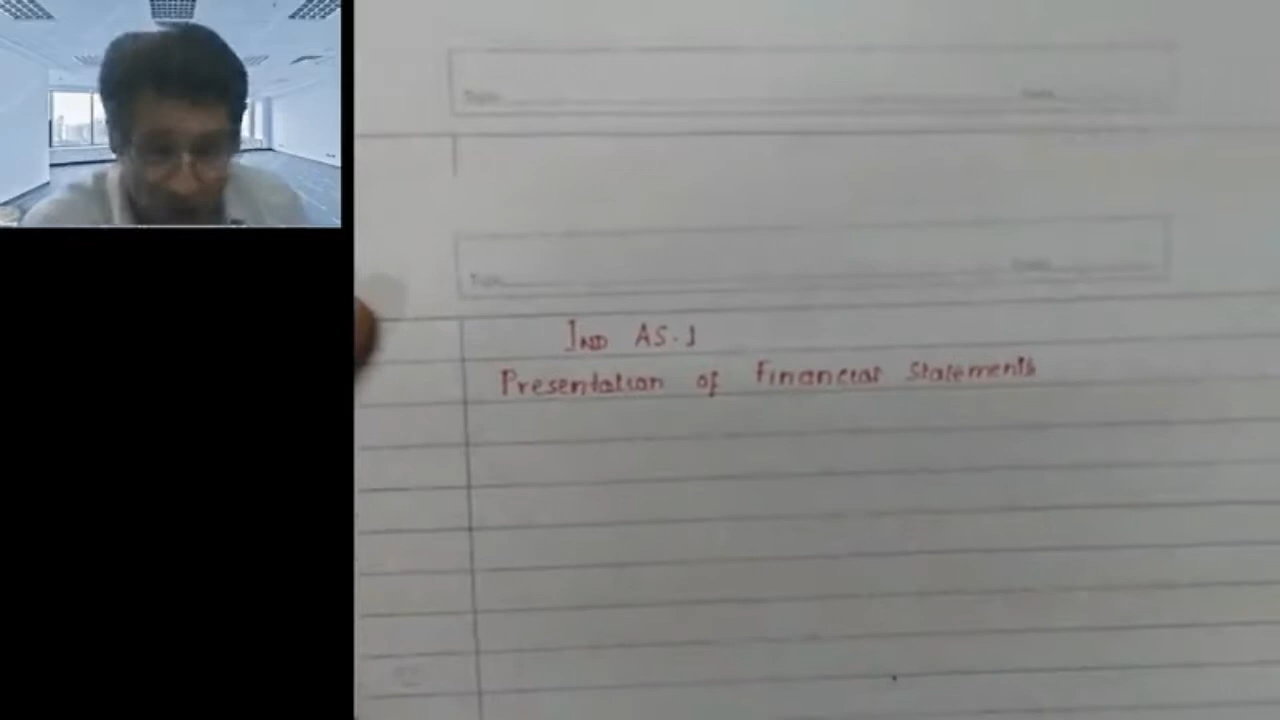 IND AS.1
Presentation of Financial Statements